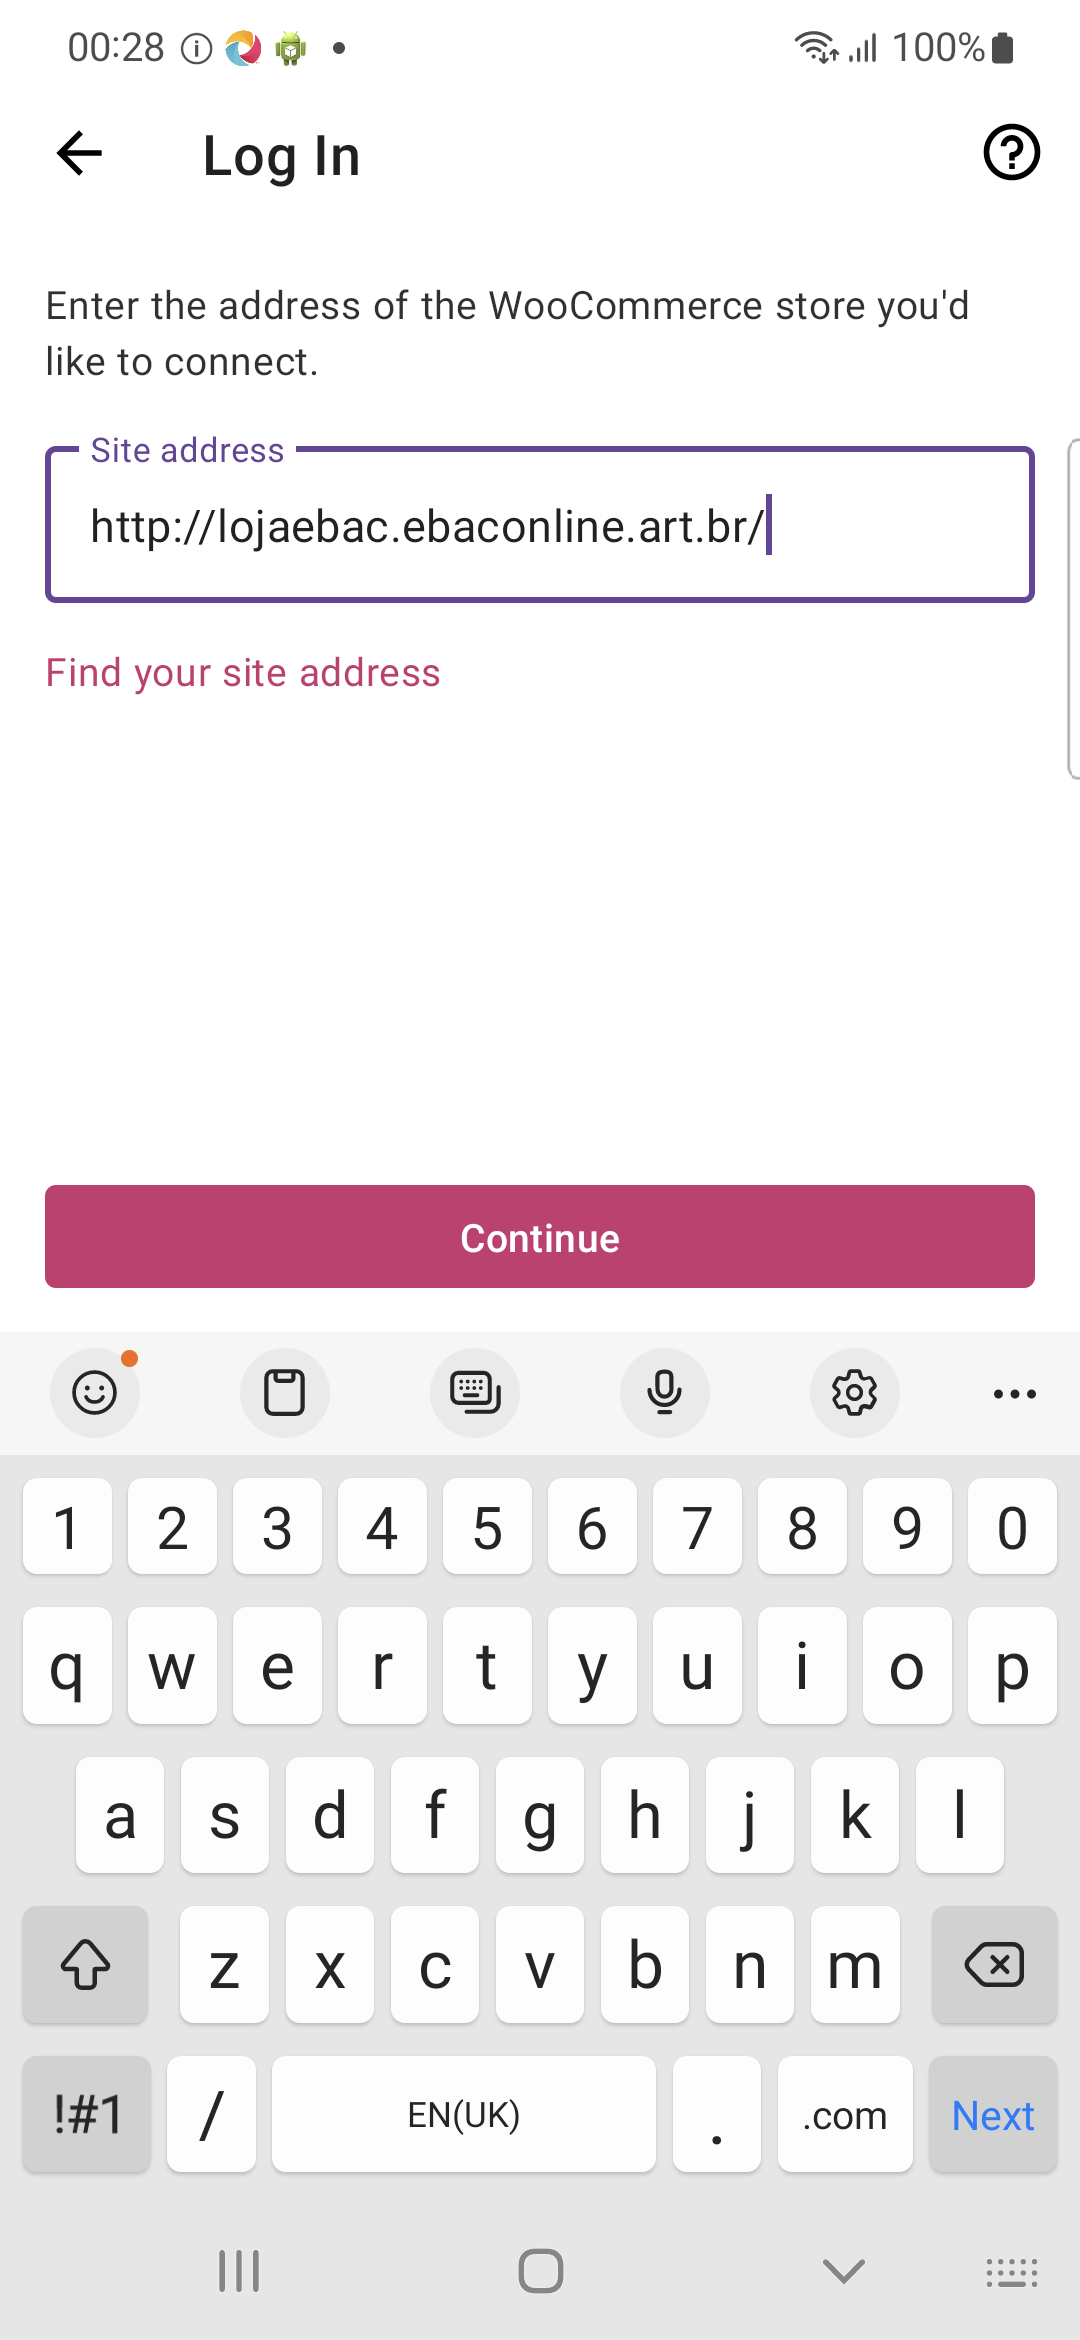 00:28 100%
Log In
Enter the address of the WooCommerce store you'd
like to connect.
Site address
http://lojaebac.ebaconline.art.br/
Find your site address
Continue
1 2 3 4 5 6 7 8 9 0
q w e r t y u i o p
a s d f g h j k l
z x c v b n m
!#1 / EN(UK) . .com Next